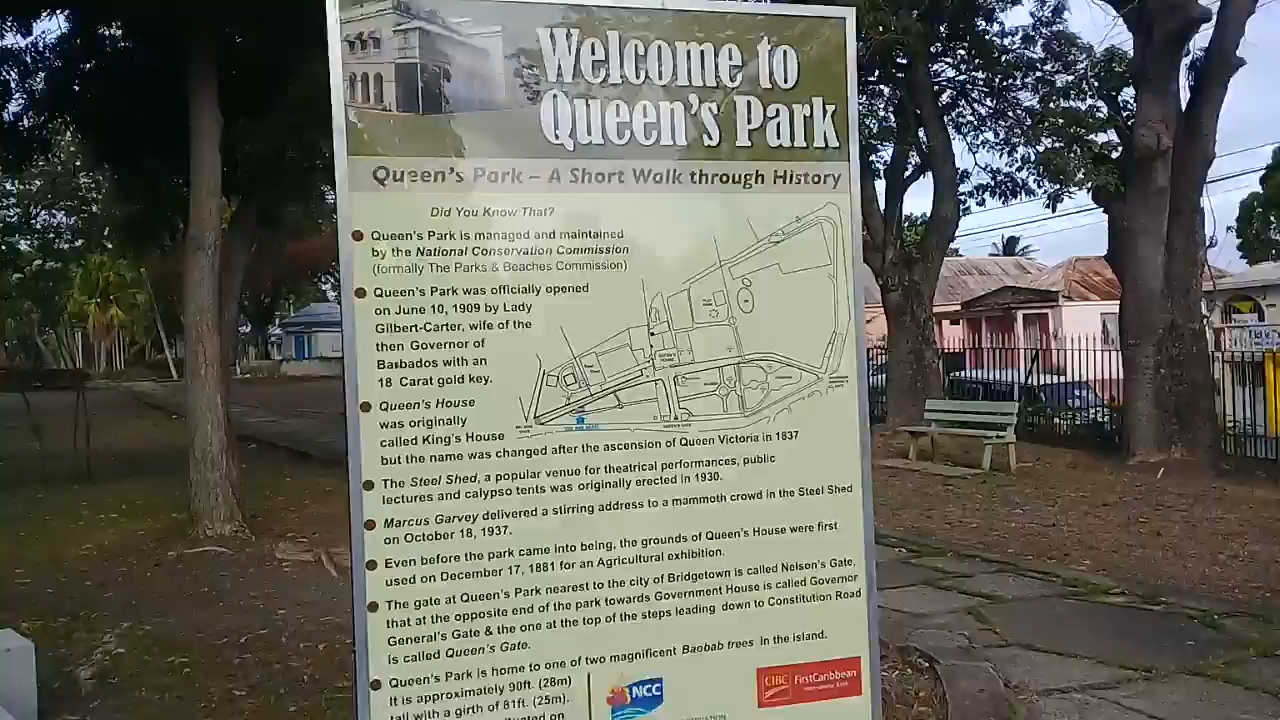 Welcome to
Queen's Park
Queen's Park – A Short Walk through History
Did You Know That?
Queen's Park is managed and maintained
by the National Conservation Commission
(formally The Parks & Beaches Commission)
Queen's Park was officially opened
on June 10, 1909 by Lady
Gilbert-Carter, wife of the
then Governor of
Barbados with an
18 Carat gold key.
Queen's House
was originally
called King's House
but the name was changed after the ascension of Queen Victoria in 1837
The Steel Shed, a popular venue for theatrical performances, public
lectures and calypso tents was originally erected in 1930.
Marcus Garvey delivered a stirring address to a mammoth crowd in the Steel Shed
on October 18, 1937.
Even before the park came into being, the grounds of Queen's House were first
used on December 17, 1881 for an Agricultural exhibition.
The gate at Queen's Park nearest to the city of Bridgetown is called Nelson's Gate,
that at the opposite end of the park towards Government House is called Governor
General's Gate & the one at the top of the steps leading down to Constitution Road
is called Queen's Gate.
Queen's Park is home to one of two magnificent Baobab trees in the island.
It is approximately 90ft. (28m)
tall with a girth of 81ft. (25m).
NCC
CIBC FirstCaribbean
International Bank